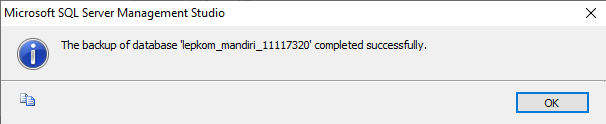 Microsoft SQL Server Management Studio
The backup of database 'lepkom_mandiri_11117320' completed successfully.
OK